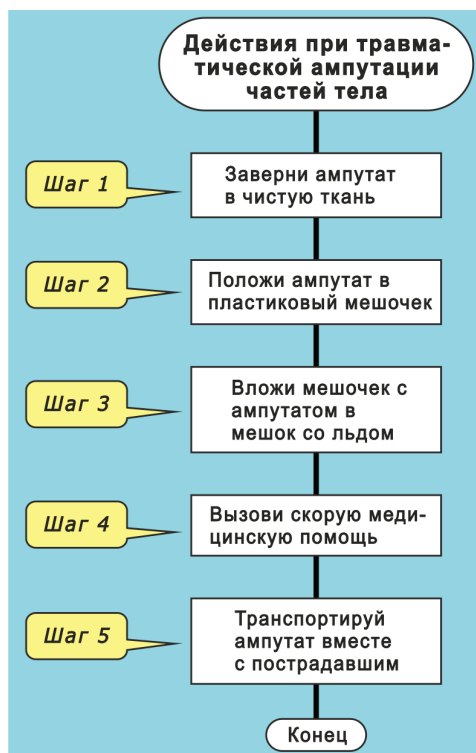 Действия при травма-
тической ампутации
частей тела
Шаг 1
Заверни ампутат
в чистую ткань
Шаг 2
Положи ампутат в
пластиковый мешочек
Шаг 3
Вложи мешочек с
ампутатом в
мешок со льдом
Шаг 4
Вызови скорую меди-
цинскую помощь
Шаг 5
Транспортируй
ампутат вместе
с пострадавшим
Конец